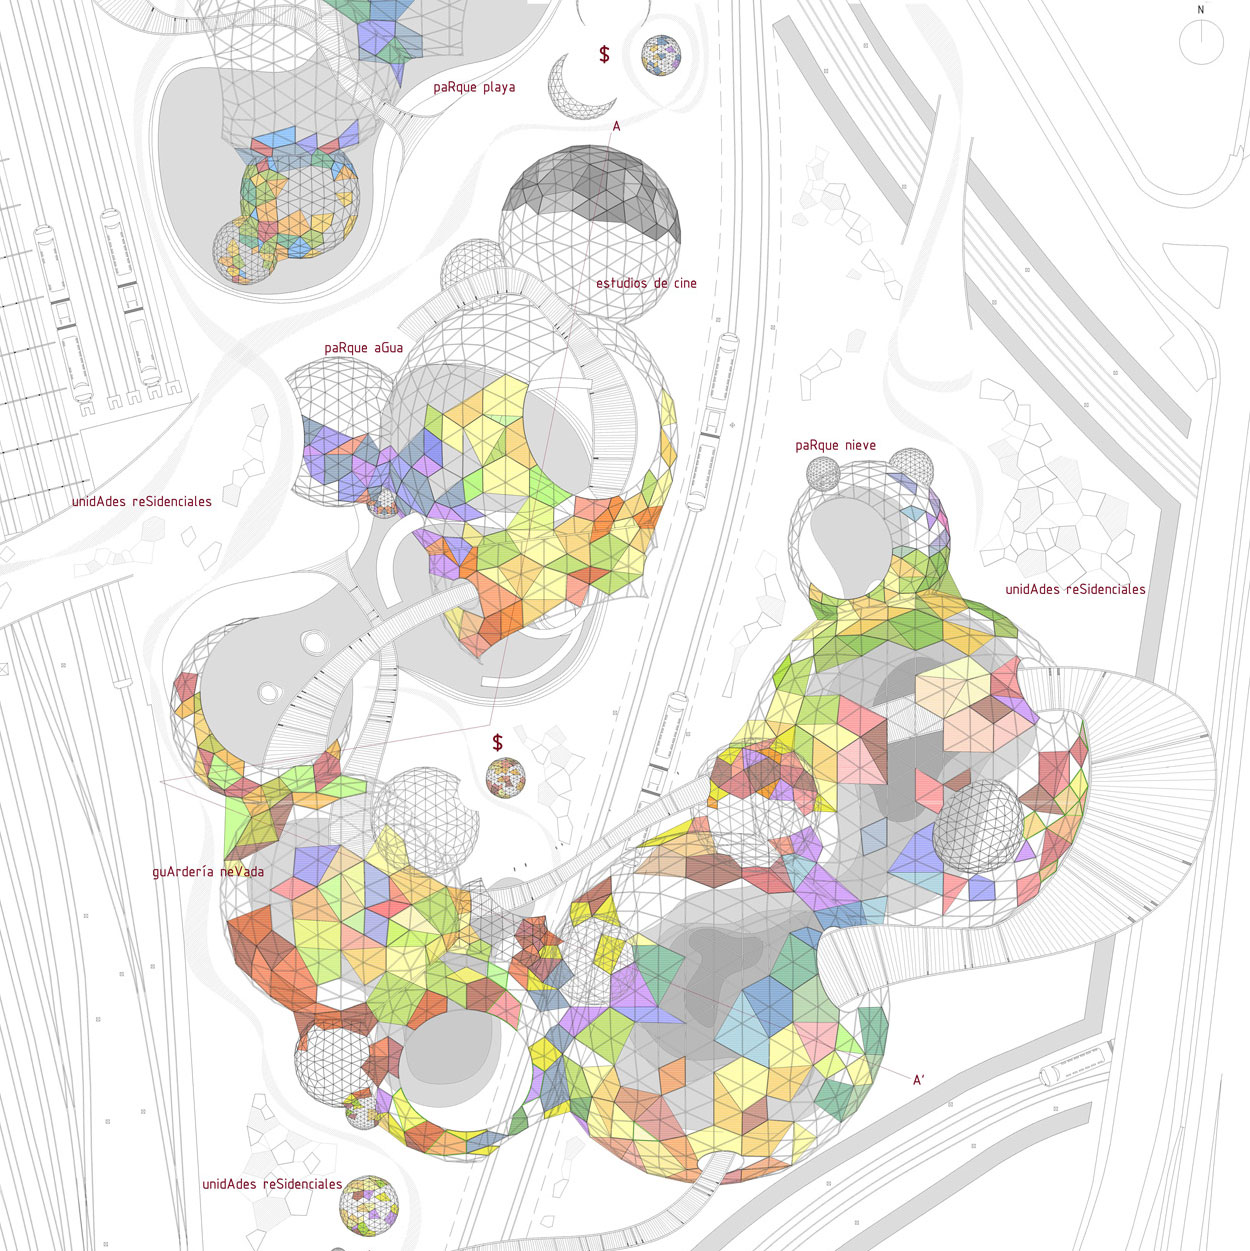 N
$
paRque playa
A
estudios de cine
paRque aGua
paRque nieve
unidAdes reSidenciales
unidAdes reSidenciales
$
guArdería neVada
A'
unidAdes reSidenciales